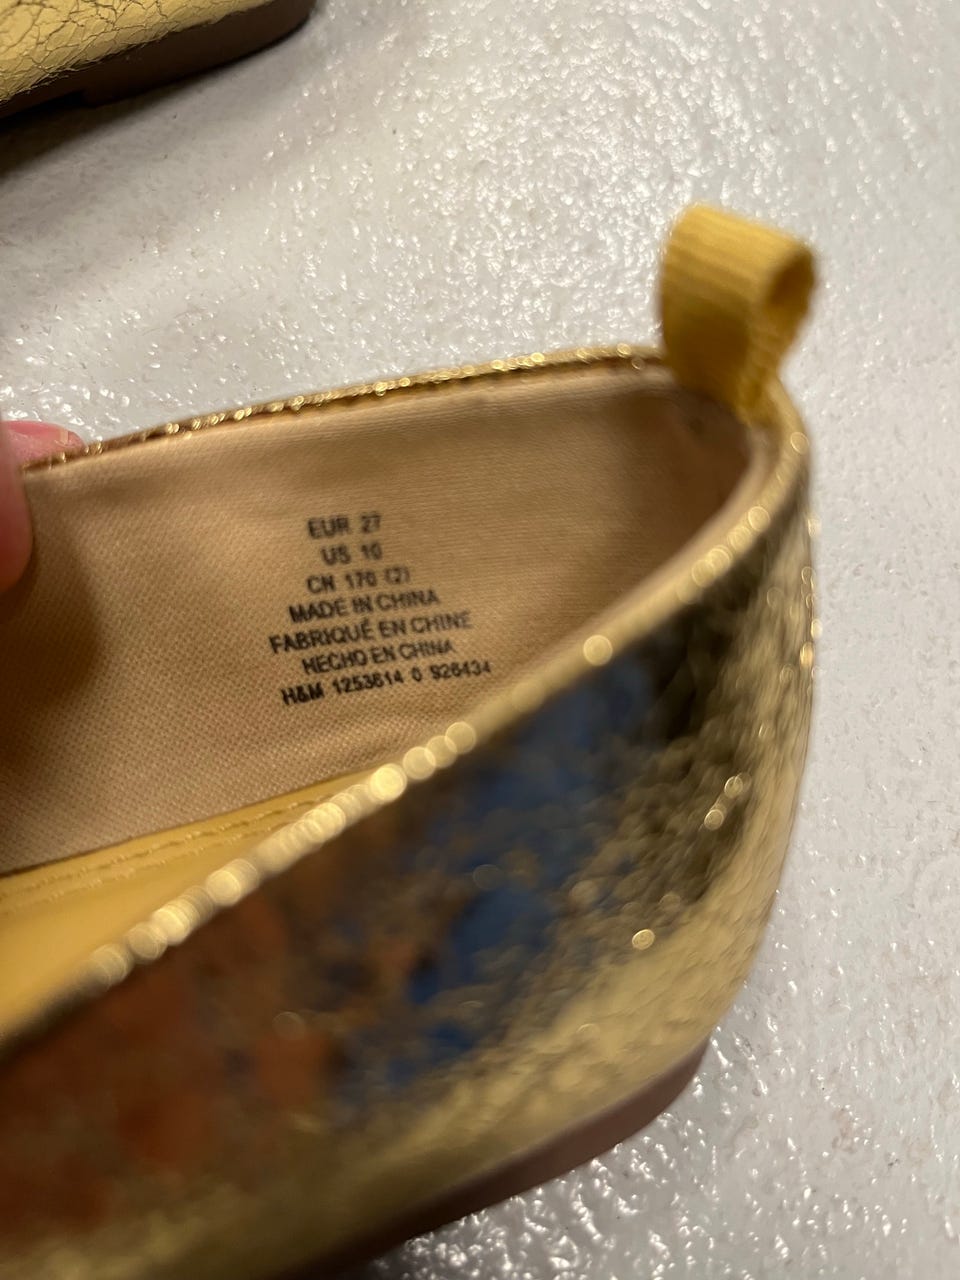 EUR 27
US 10
CN 170 (2)
MADE IN CHINA
FABRIQUÉ EN CHINE
HECHO EN CHINA
H&M 1253614 0 926434